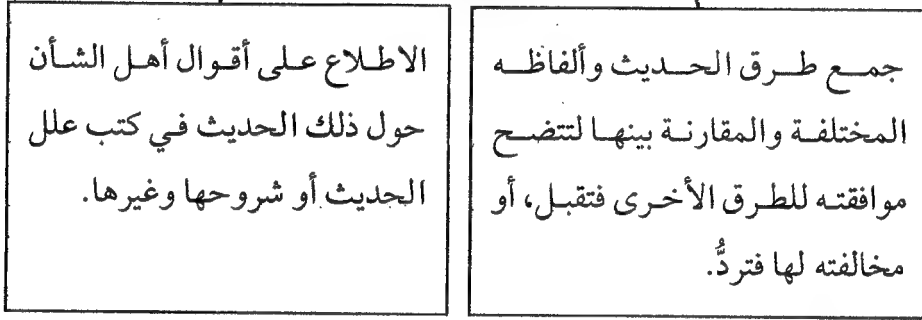 جمع طرق الحديث وألفاظه
المختلفة والمقارنة بينها لتتضح
موافقته للطرق الأخرى فتقبل، أو
مخالفته لها فتردُّ.
الاطلاع على أقوال أهل الشأن
حول ذلك الحديث في كتب علل
الحديث أو شروحها وغيرها.